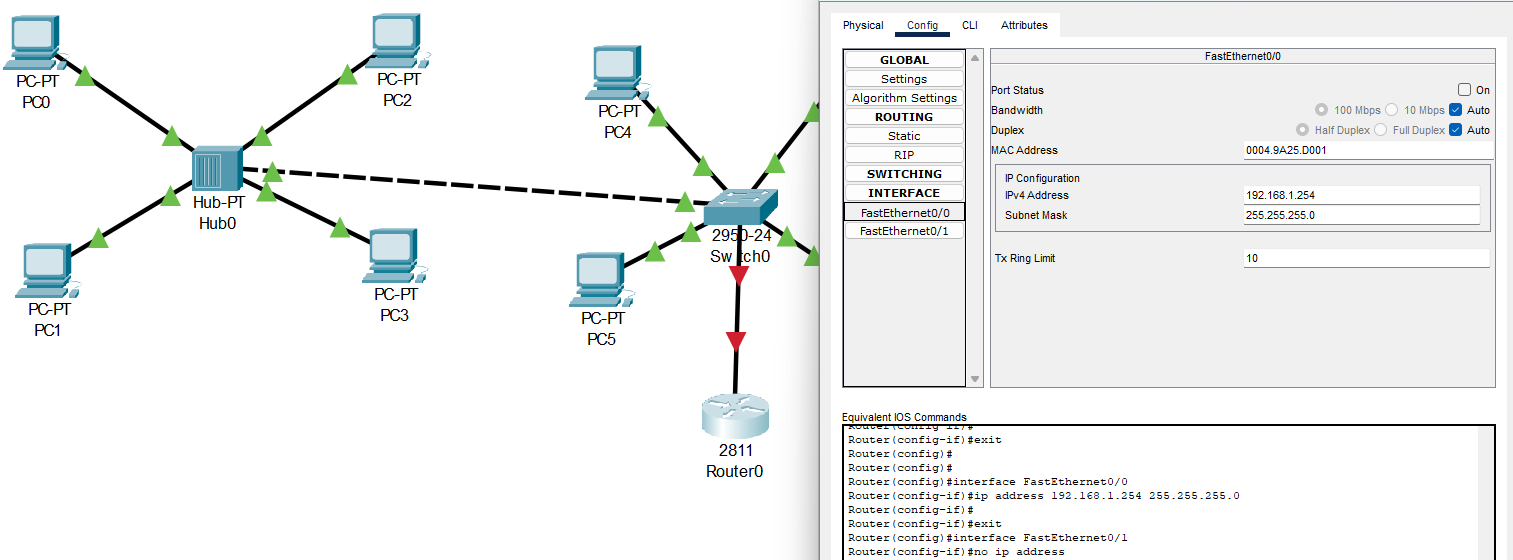 PC-PT
PC0
PC-PT
PC2
Hub-PT
Hub0
PC-PT
PC1
PC-PT
PC3
PC-PT
PC4
2950-24
Switch0
PC-PT
PC5
2811
Router0
Physical Config CLI Attributes
GLOBAL
Settings
Algorithm Settings
ROUTING
Static
RIP
SWITCHING
INTERFACE
FastEthernet0/0
FastEthernet0/1
FastEthernet0/0
Port Status On
Bandwidth 100 Mbps 10 Mbps Auto
Duplex Half Duplex Full Duplex Auto
MAC Address 0004.9A25.D001
IP Configuration
IPv4 Address 192.168.1.254
Subnet Mask 255.255.255.0
Tx Ring Limit 10
Equivalent IOS Commands
Router(config-if)#
Router(config-if)#exit
Router(config)#
Router(config)#
Router(config)#interface FastEthernet0/0
Router(config-if)#ip address 192.168.1.254 255.255.255.0
Router(config-if)#
Router(config-if)#exit
Router(config)#interface FastEthernet0/1
Router(config-if)#no ip address